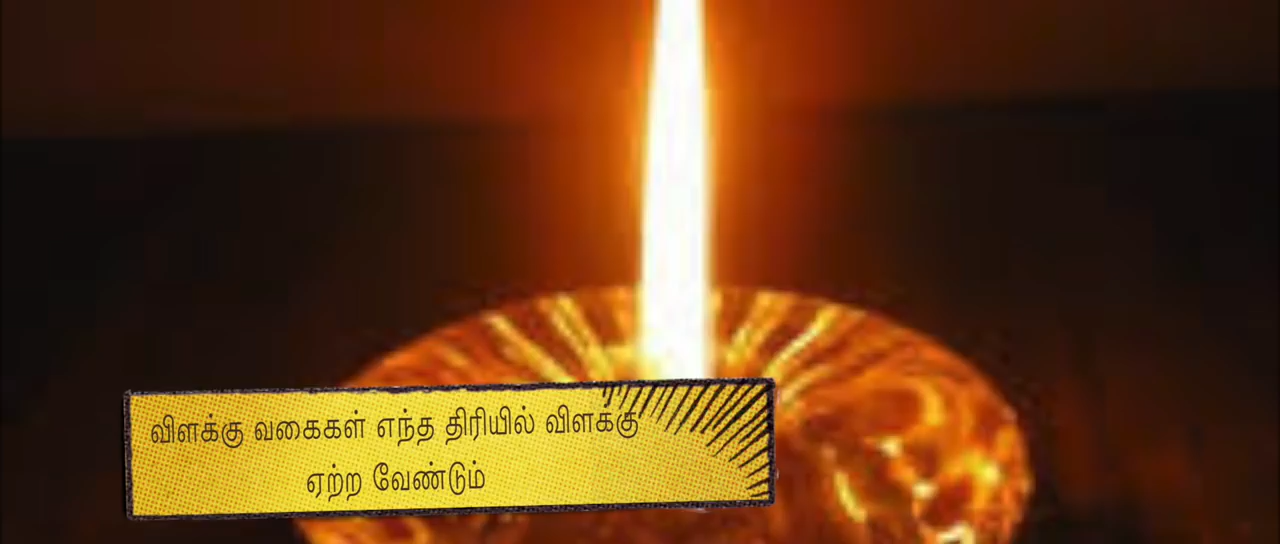 விளக்கு வகைகள் எந்த திரியில் விளக்கு
ஏற்ற வேண்டும்